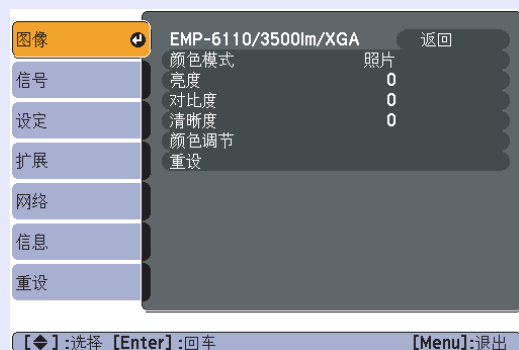 图像
信号
设定
扩展
网络
信息
重设
EMP-6110/3500lm/XGA 返回
颜色模式 照片
亮度 0
对比度 0
清晰度 0
颜色调节
重设
[◆]:选择 [Enter]:回车 [Menu]:退出